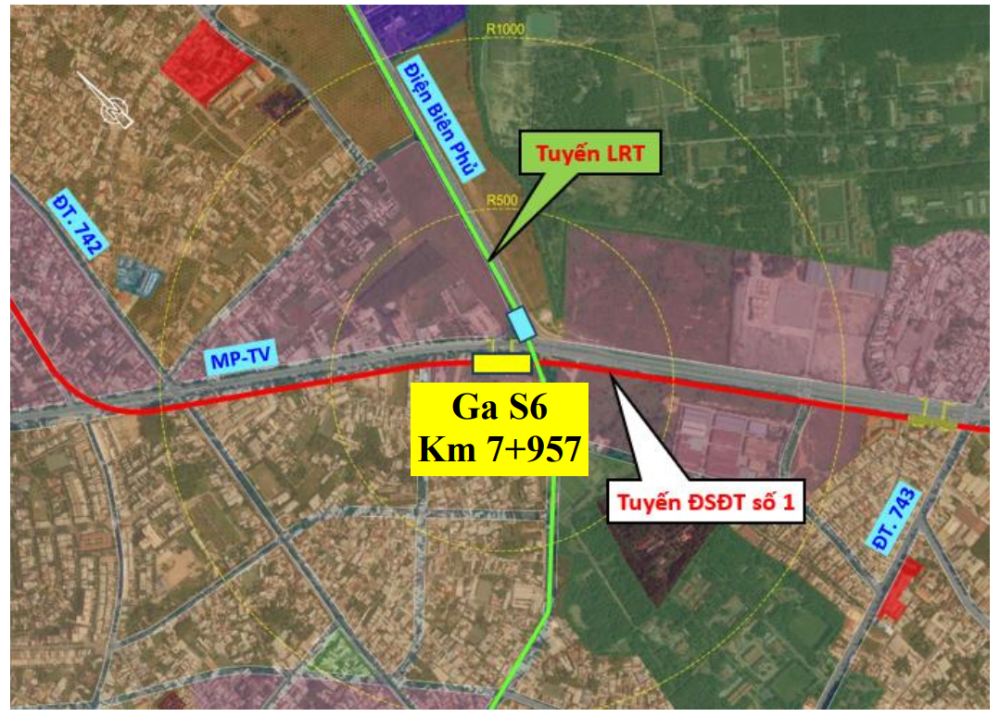 R1000
Điện Biên Phủ
Tuyến LRT
R500
ĐT. 742
MP-TV
Ga S6
Km 7+957
Tuyến ĐSĐT số 1
ĐT. 743